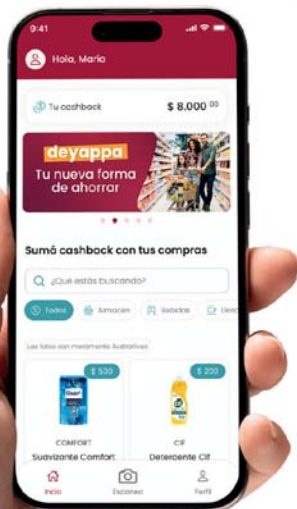 9:41
Hola, María
Tu cashback
$ 8.000 00
deyappa
Tu nueva forma
de ahorrar
Sumá cashback con tus compras
¿Qué estás buscando?
Todos
Almacén
Bebidas
Las fotos son meramente ilustrativas
$ 500
$ 200
COMFORT
CIF
Suavizante Comfort
Detergente Cif
Inicio
Escanea
Perfil